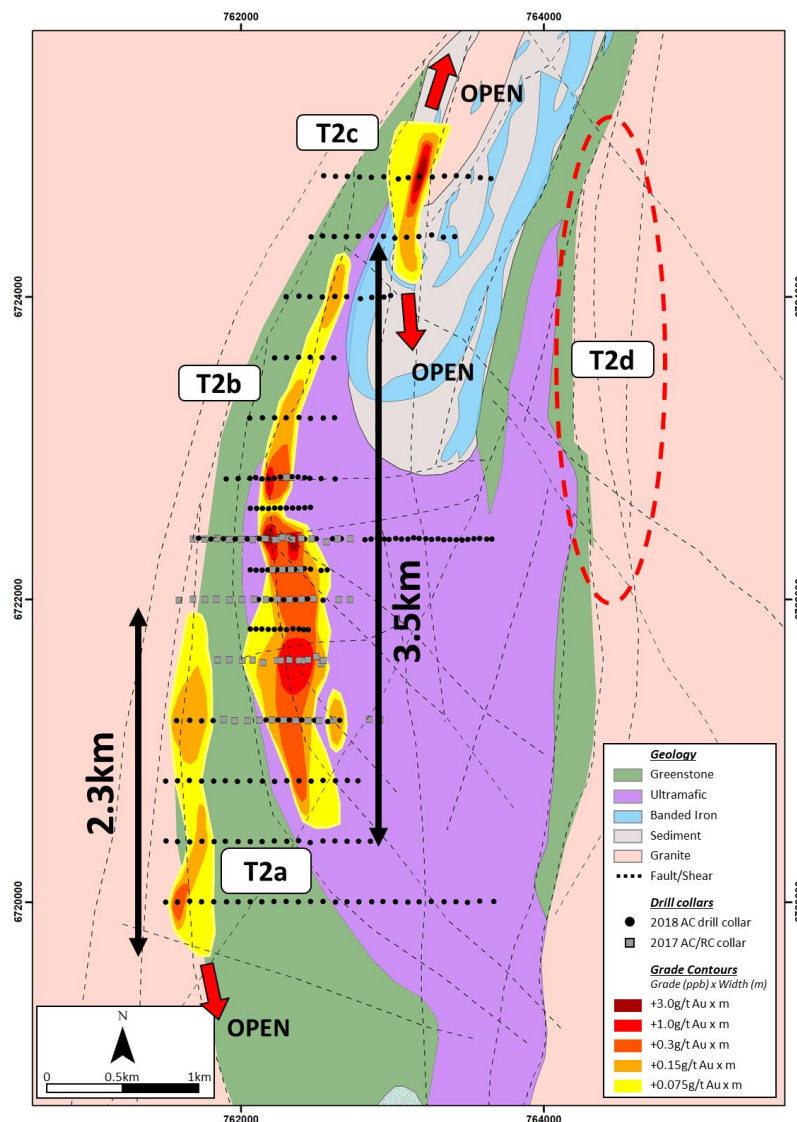 762000
764000
OPEN
T2c
6724000
T2d
OPEN
T2b
3.5km
6722000
2.3km
T2a
6720000
OPEN
Geology
Greenstone
Ultramafic
Banded Iron
Sediment
Granite
Fault/Shear
Drill collars
2018 AC drill collar
2017 AC/RC collar
Grade Contours
Grade (ppb) x Width (m)
+3.0g/t Au x m
+1.0g/t Au x m
+0.3g/t Au x m
+0.15g/t Au x m
+0.075g/t Au x m
N
0 0.5km 1km
762000
764000